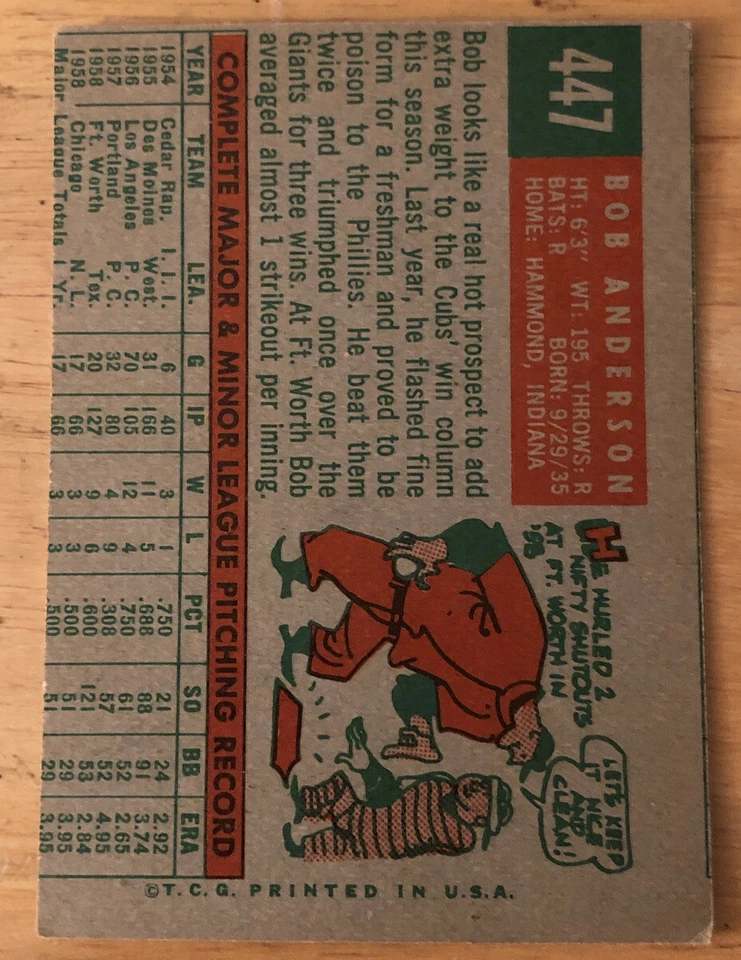 447
BOB ANDERSON
HT: 6'3" WT: 195 THROWS: R
BATS: R BORN: 9/29/35
HOME: HAMMOND, INDIANA
Bob looks like a real hot prospect to add
extra weight to the Cubs' win column
this season. Last year, he flashed fine
form for a freshman and proved to be
poison to the Phillies. He beat them
twice and triumphed once over the
Giants for three wins. At Ft. Worth Bob
averaged almost 1 strikeout per inning.
HE HURLED 2
NIFTY SHUTOUTS
AT FT. WORTH IN
'58
LET'S KEEP
IT NICE
AND
CLEAN!
COMPLETE MAJOR & MINOR LEAGUE PITCHING RECORD
YEAR TEAM LEA. G IP W L PCT SO BB ERA
1954 Cedar Rap. I. I. I. 6 40 3 1 .750 21 24 2.92
1955 Des Moines West. 31 166 11 5 .688 88 91 3.74
1956 Los Angeles P. C. 70 105 12 4 .750 61 52 2.65
1957 Portland P. C. 32 80 4 9 .308 57 52 4.95
1958 Ft. Worth Tex. 20 127 9 6 .600 121 53 2.84
1958 Chicago N. L. 17 66 3 3 .500 51 29 3.95
Major League Totals 1 Yr. 17 66 3 3 .500 51 29 3.95
©T.C.G. PRINTED IN U.S.A.